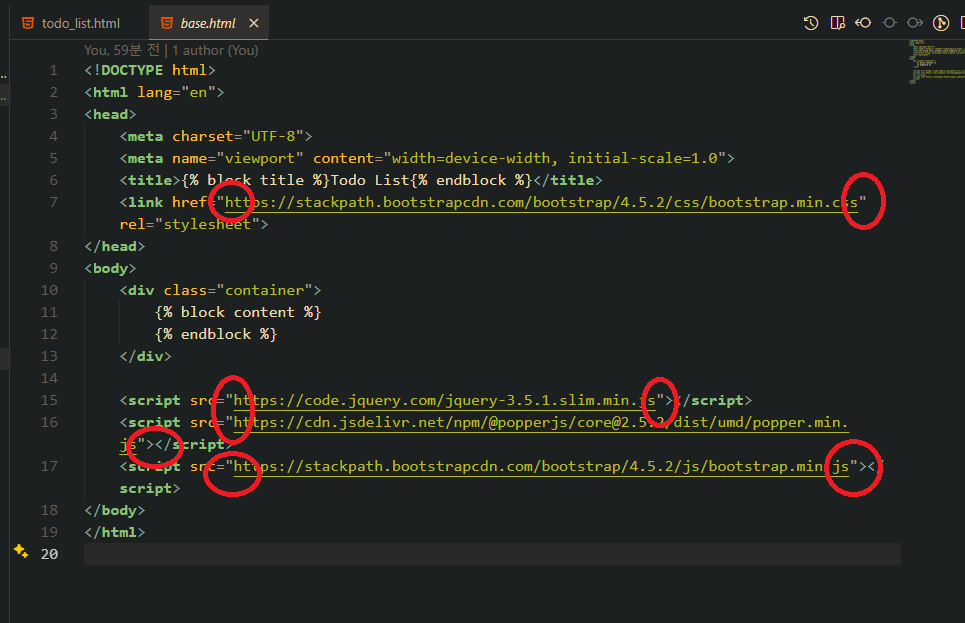 todo_list.html base.html
You, 59분 전 | 1 author (You)
1 <!DOCTYPE html>
2 <html lang="en">
3 <head>
4 <meta charset="UTF-8">
5 <meta name="viewport" content="width=device-width, initial-scale=1.0">
6 <title>{% block title %}Todo List{% endblock %}</title>
7 <link href="https://stackpath.bootstrapcdn.com/bootstrap/4.5.2/css/bootstrap.min.css"
rel="stylesheet">
8 </head>
9 <body>
10 <div class="container">
11 {% block content %}
12 {% endblock %}
13 </div>
14
15 <script src="https://code.jquery.com/jquery-3.5.1.slim.min.js"></script>
16 <script src="https://cdn.jsdelivr.net/npm/@popperjs/core@2.5.2/dist/umd/popper.min.
js"></script>
17 <script src="https://stackpath.bootstrapcdn.com/bootstrap/4.5.2/js/bootstrap.min.js"></
script>
18 </body>
19 </html>
20